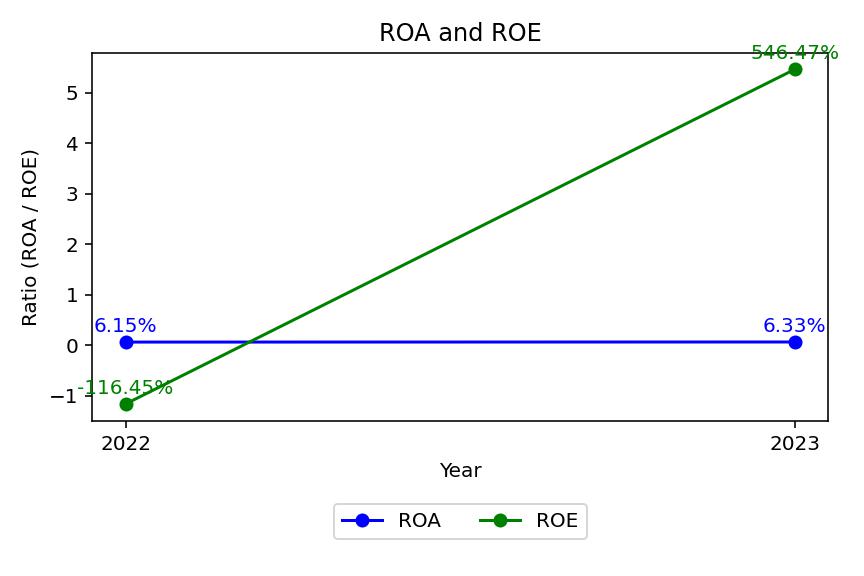 ROA and ROE
546.47%
5
4
3
2
1
0
−1
Ratio (ROA / ROE)
6.15%
6.33%
-116.45%
2022
2023
Year
ROA
ROE